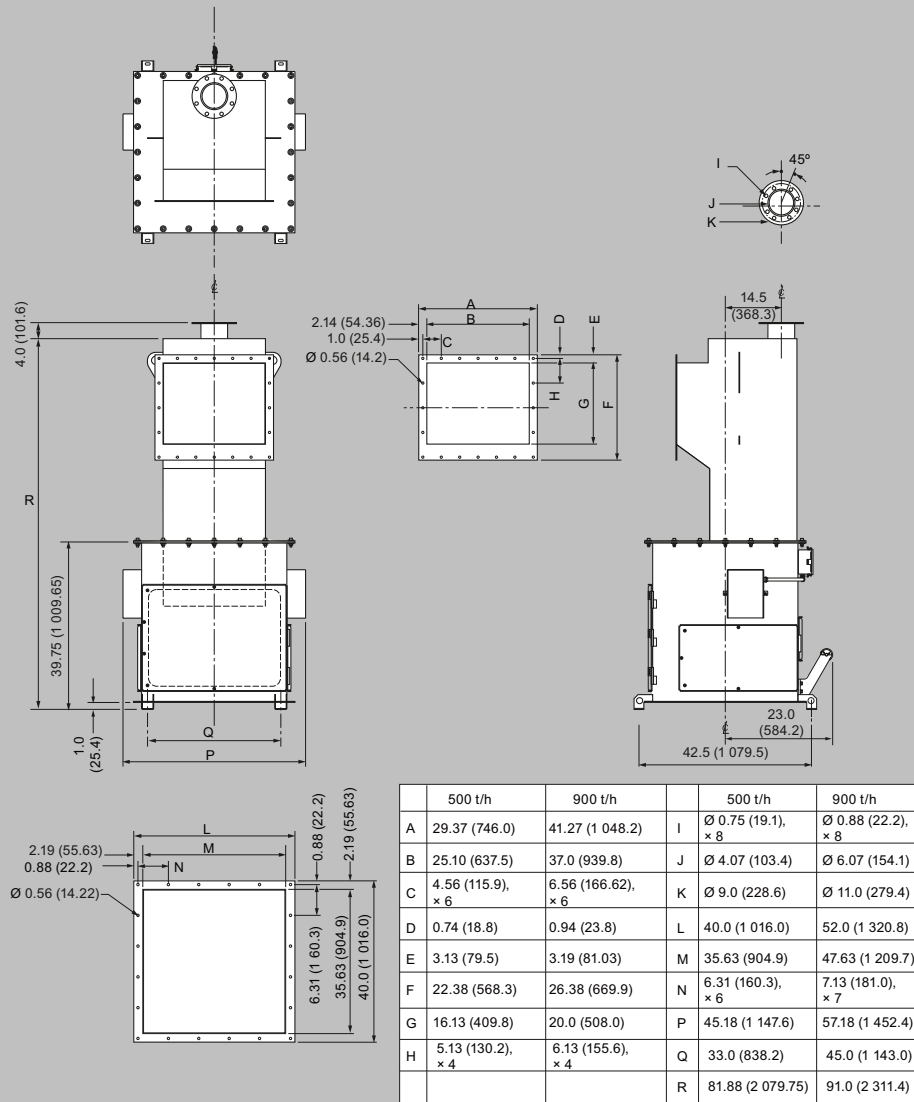 I
45º
J
K
℄
℄
14.5
(368.3)
4.0 (101.6)
A
B
C
D
E
2.14 (54.36)
1.0 (25.4)
Ø 0.56 (14.2)
H
G
F
R
39.75 (1 009.65)
1.0
(25.4)
Q
P
℄
23.0
(584.2)
42.5 (1 079.5)
L
M
N
2.19 (55.63)
0.88 (22.2)
Ø 0.56 (14.22)
0.88 (22.2)
2.19 (55.63)
6.31 (1 60.3)
35.63 (904.9)
40.0 (1 016.0)
500 t/h 900 t/h 500 t/h 900 t/h
A 29.37 (746.0) 41.27 (1 048.2) I Ø 0.75 (19.1), × 8 Ø 0.88 (22.2), × 8
B 25.10 (637.5) 37.0 (939.8) J Ø 4.07 (103.4) Ø 6.07 (154.1)
C 4.56 (115.9), × 6 6.56 (166.62), × 6 K Ø 9.0 (228.6) Ø 11.0 (279.4)
D 0.74 (18.8) 0.94 (23.8) L 40.0 (1 016.0) 52.0 (1 320.8)
E 3.13 (79.5) 3.19 (81.03) M 35.63 (904.9) 47.63 (1 209.7)
F 22.38 (568.3) 26.38 (669.9) N 6.31 (160.3), × 6 7.13 (181.0), × 7
G 16.13 (409.8) 20.0 (508.0) P 45.18 (1 147.6) 57.18 (1 452.4)
H 5.13 (130.2), × 4 6.13 (155.6), × 4 Q 33.0 (838.2) 45.0 (1 143.0)
R 81.88 (2 079.75) 91.0 (2 311.4)